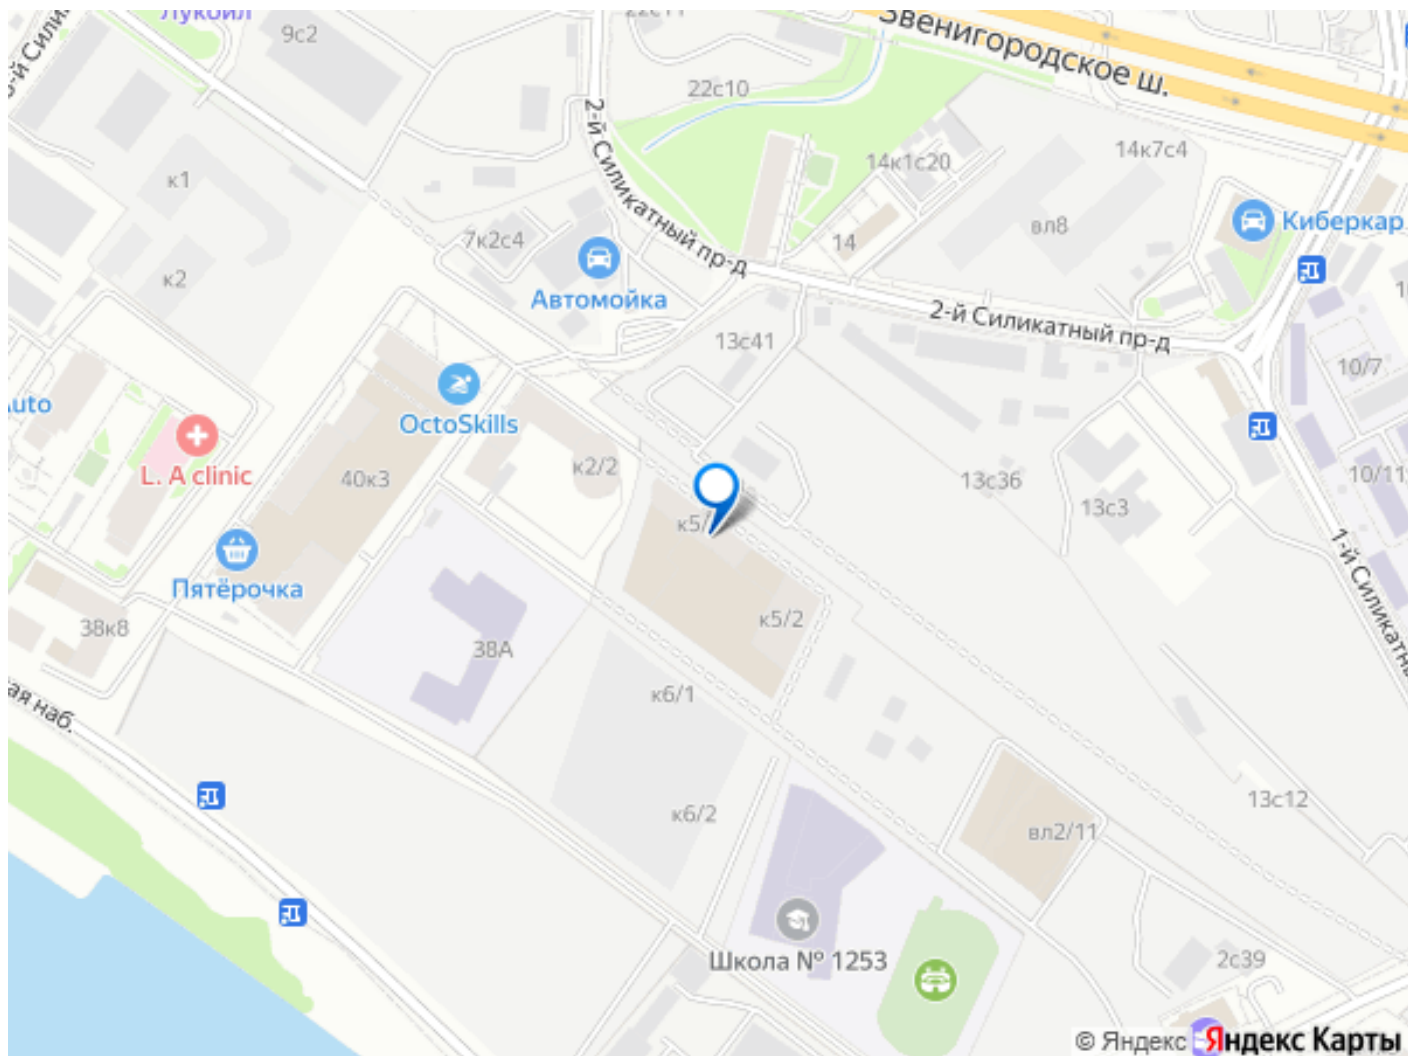 Лукойл
9с2
22с11
Звенигородское ш.
22с10
2-й Силикатный пр-д
14к1с20
14к7с4
к1
7к2с4
14
вл8
Киберкар
к2
Автомойка
2-й Силикатный пр-д
13с41
10/7
OctoSkills
L. A clinic
40к3
к2/2
13с36
10/11
13с3
к5/
Пятёрочка
38к8
38А
к5/2
к6/1
1-й Силикатны
ая наб.
к6/2
13с12
вл2/11
Школа № 1253
2с39
© Яндекс Яндекс Карты